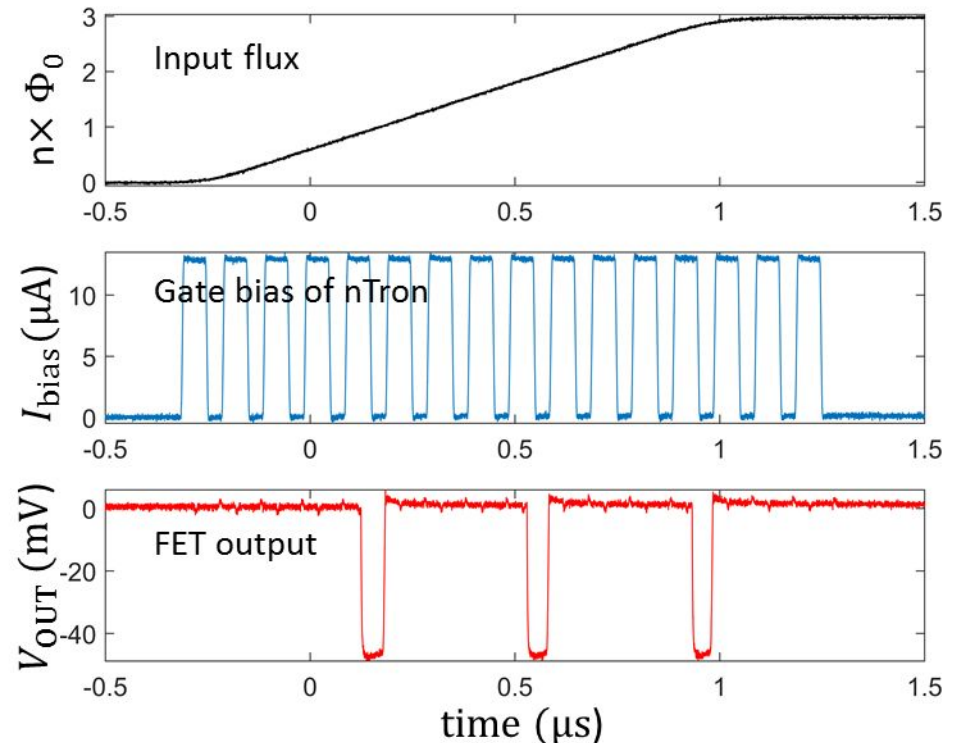 3
2
1
0
n× Φ₀
Input flux
-0.5 0 0.5 1 1.5
10
5
0
I_bias (μA)
Gate bias of nTron
-0.5 0 0.5 1 1.5
0
-20
-40
V_OUT (mV)
FET output
-0.5 0 0.5 1 1.5
time (μs)